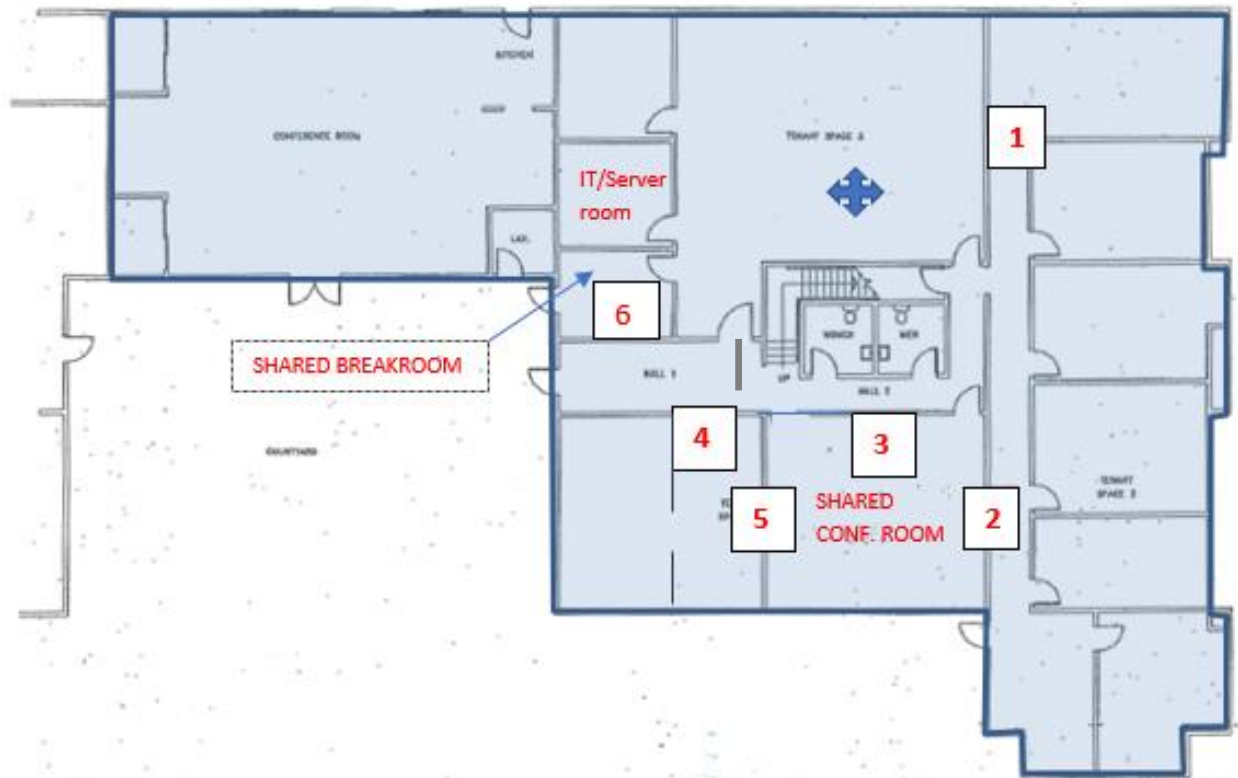 KITCHEN
CONFERENCE ROOM
TENANT SPACE A
1
IT/Server
room
LAV.
6
WOMEN
MEN
SHARED BREAKROOM
HALL 1
UP
HALL 2
4
3
COURTYARD
TENANT
SPACE
5
SHARED
CONF. ROOM
2